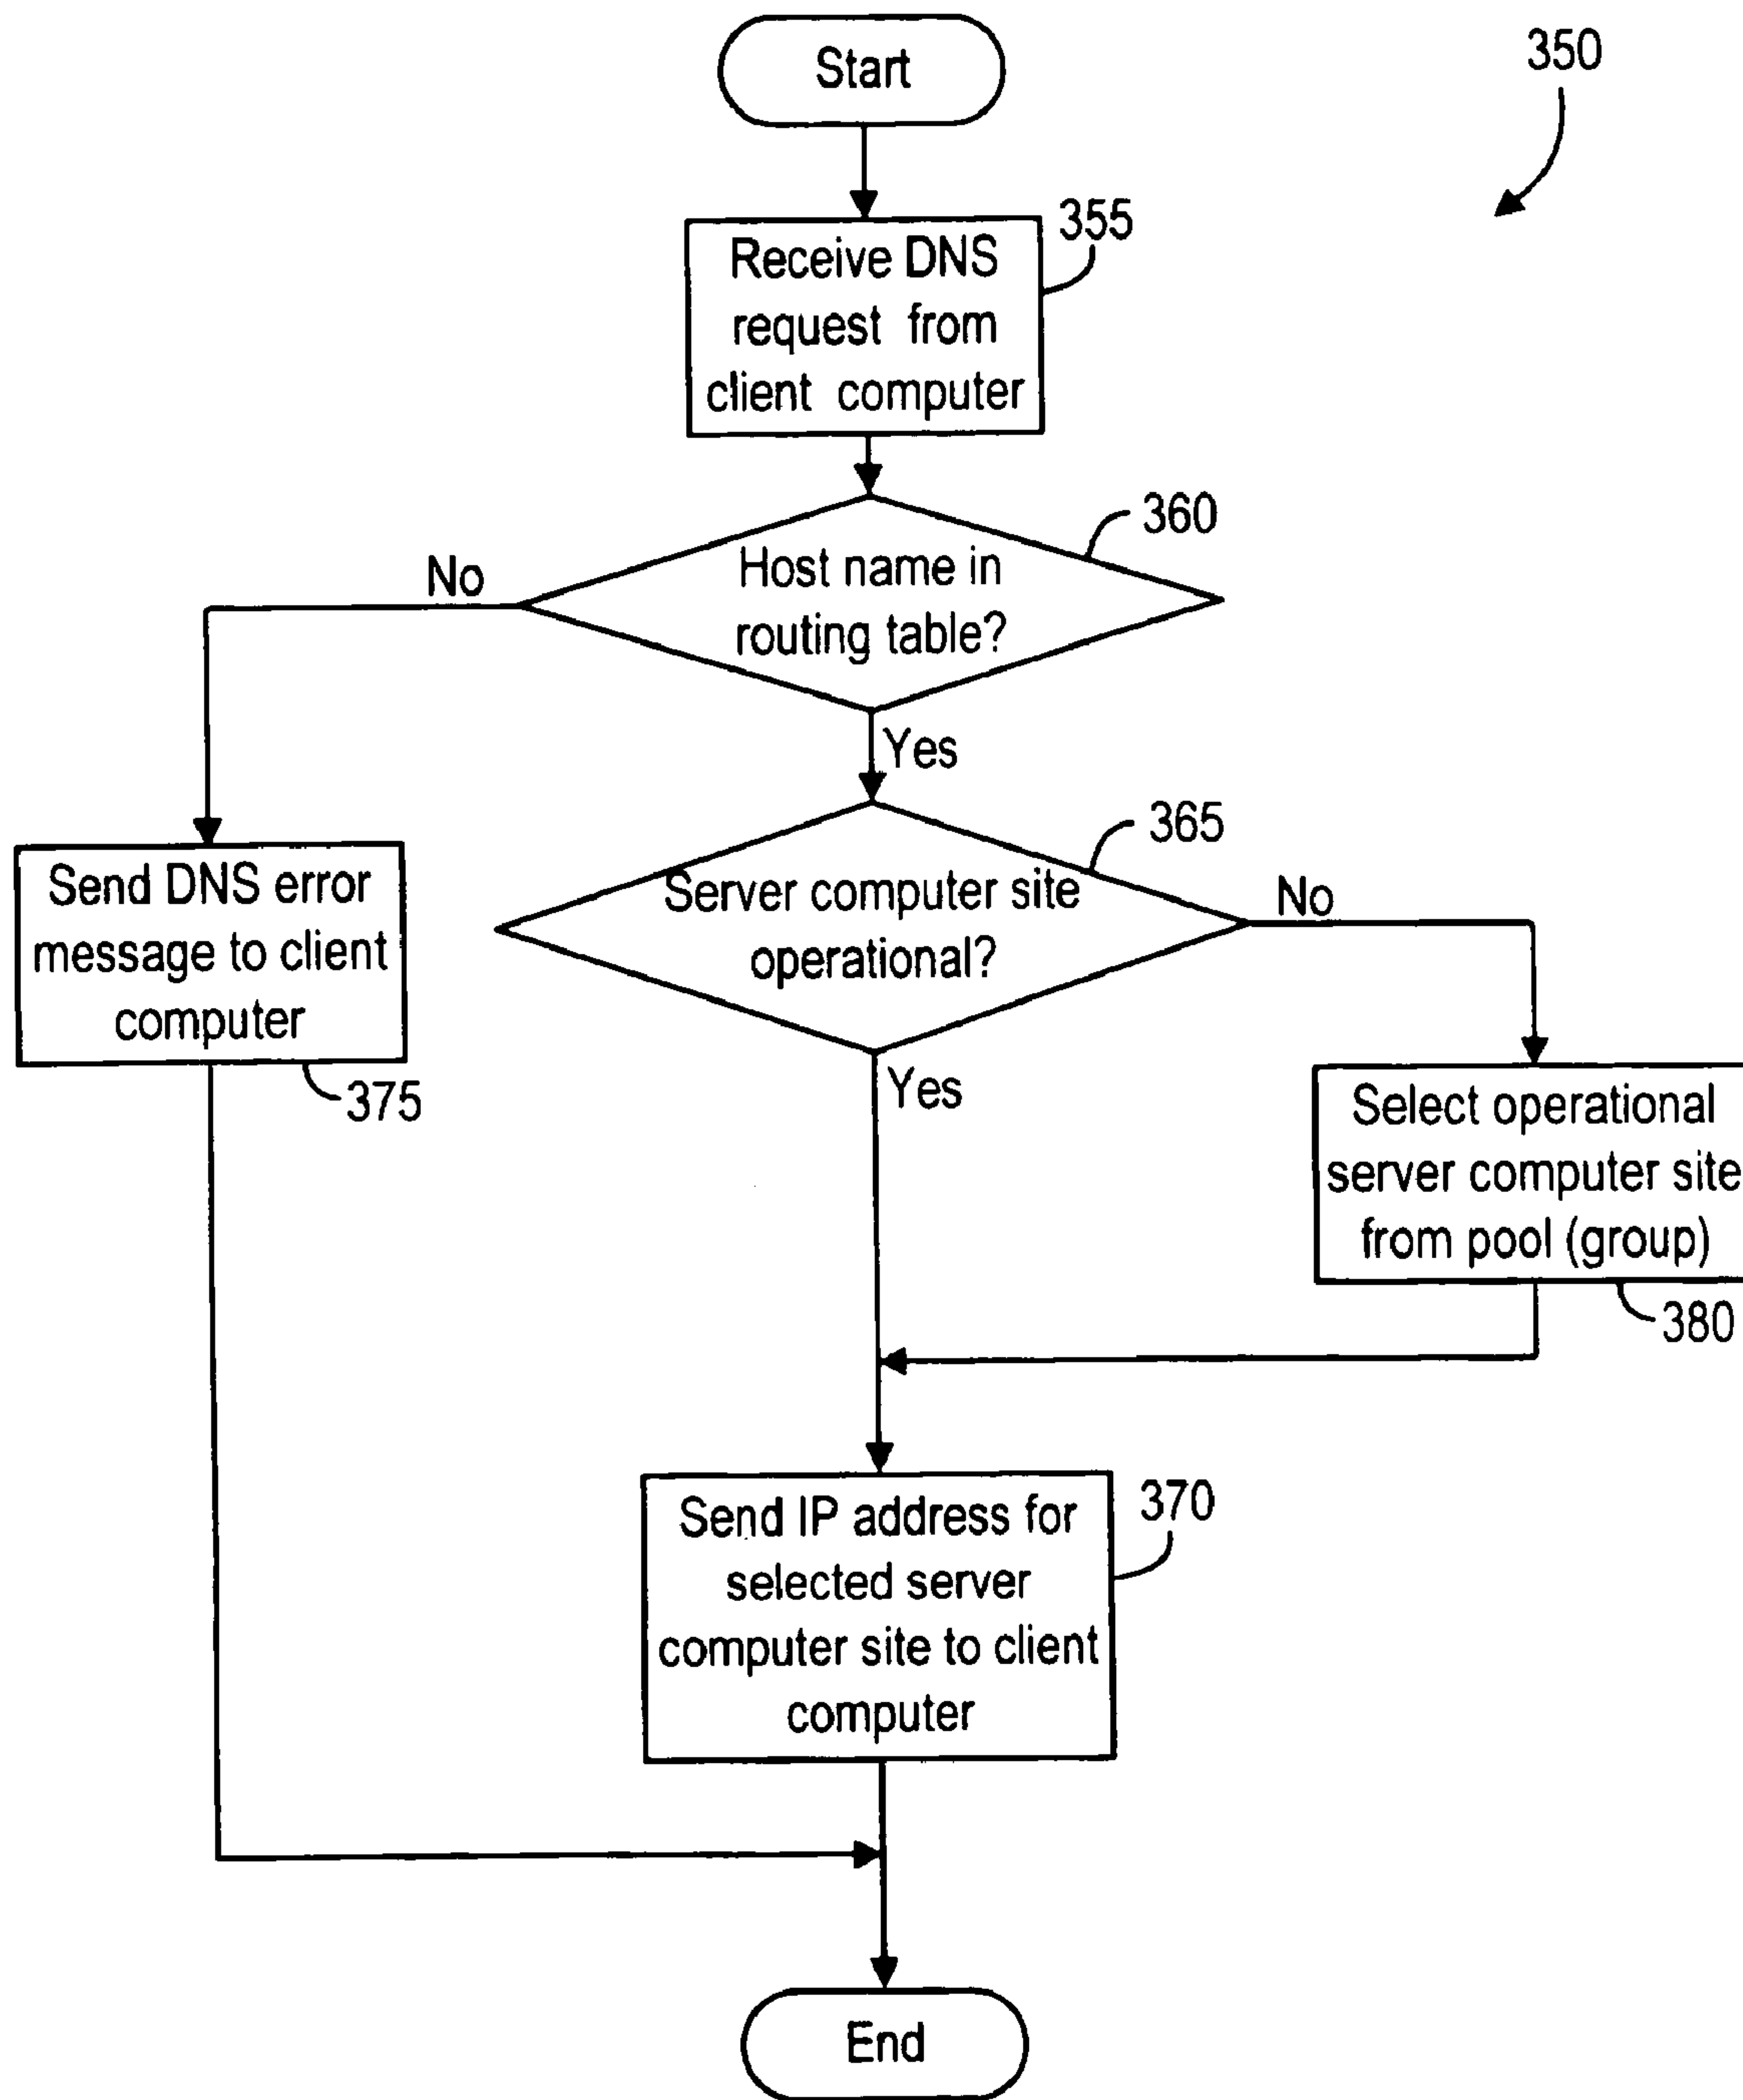 Start
350
Receive DNS
request from
client computer
355
Host name in
routing table?
360
No
Yes
Server computer site
operational?
365
No
Yes
Send DNS error
message to client
computer
375
Select operational
server computer site
from pool (group)
380
Send IP address for
selected server
computer site to client
computer
370
End